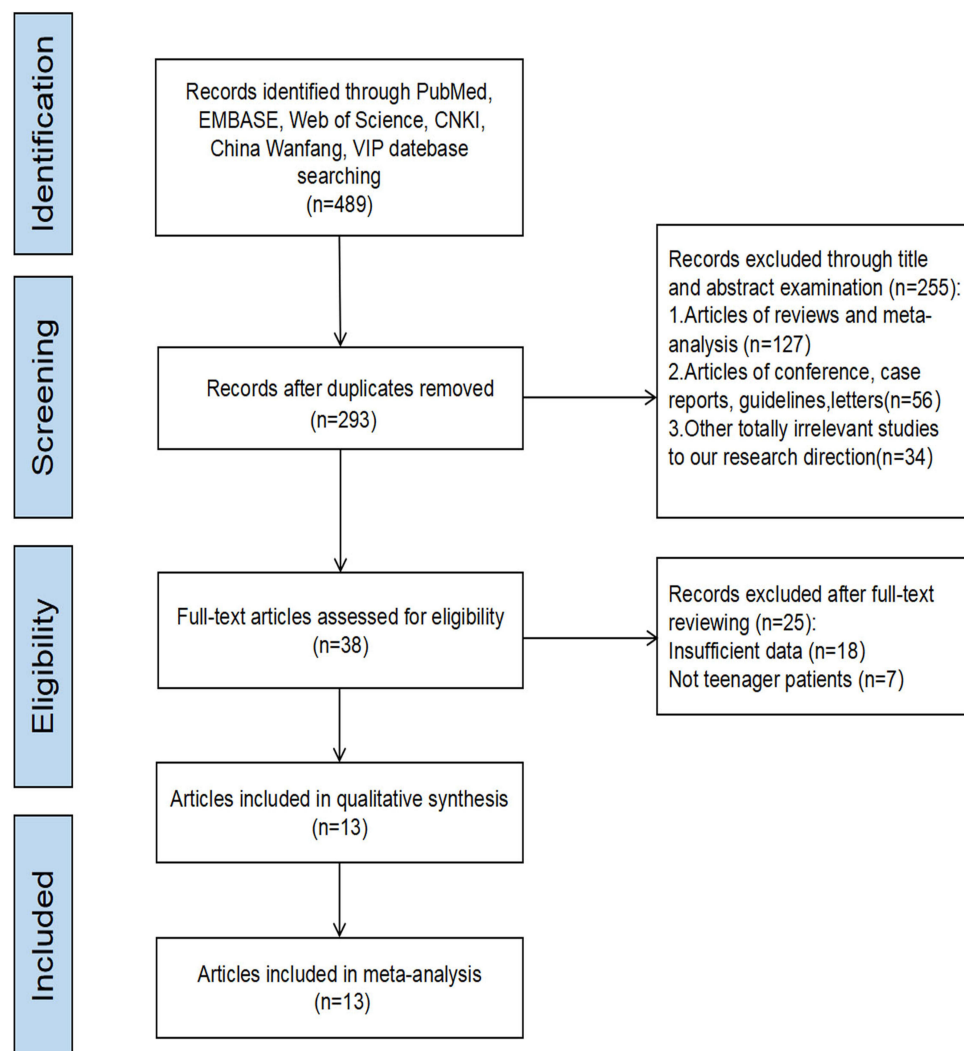 Identification
Records identified through PubMed,
EMBASE, Web of Science, CNKI,
China Wanfang, VIP datebase
searching
(n=489)
Screening
Records after duplicates removed
(n=293)
Records excluded through title
and abstract examination (n=255):
1.Articles of reviews and meta-
analysis (n=127)
2.Articles of conference, case
reports, guidelines,letters(n=56)
3.Other totally irrelevant studies
to our research direction(n=34)
Eligibility
Full-text articles assessed for eligibility
(n=38)
Records excluded after full-text
reviewing (n=25):
Insufficient data (n=18)
Not teenager patients (n=7)
Articles included in qualitative synthesis
(n=13)
Included
Articles included in meta-analysis
(n=13)